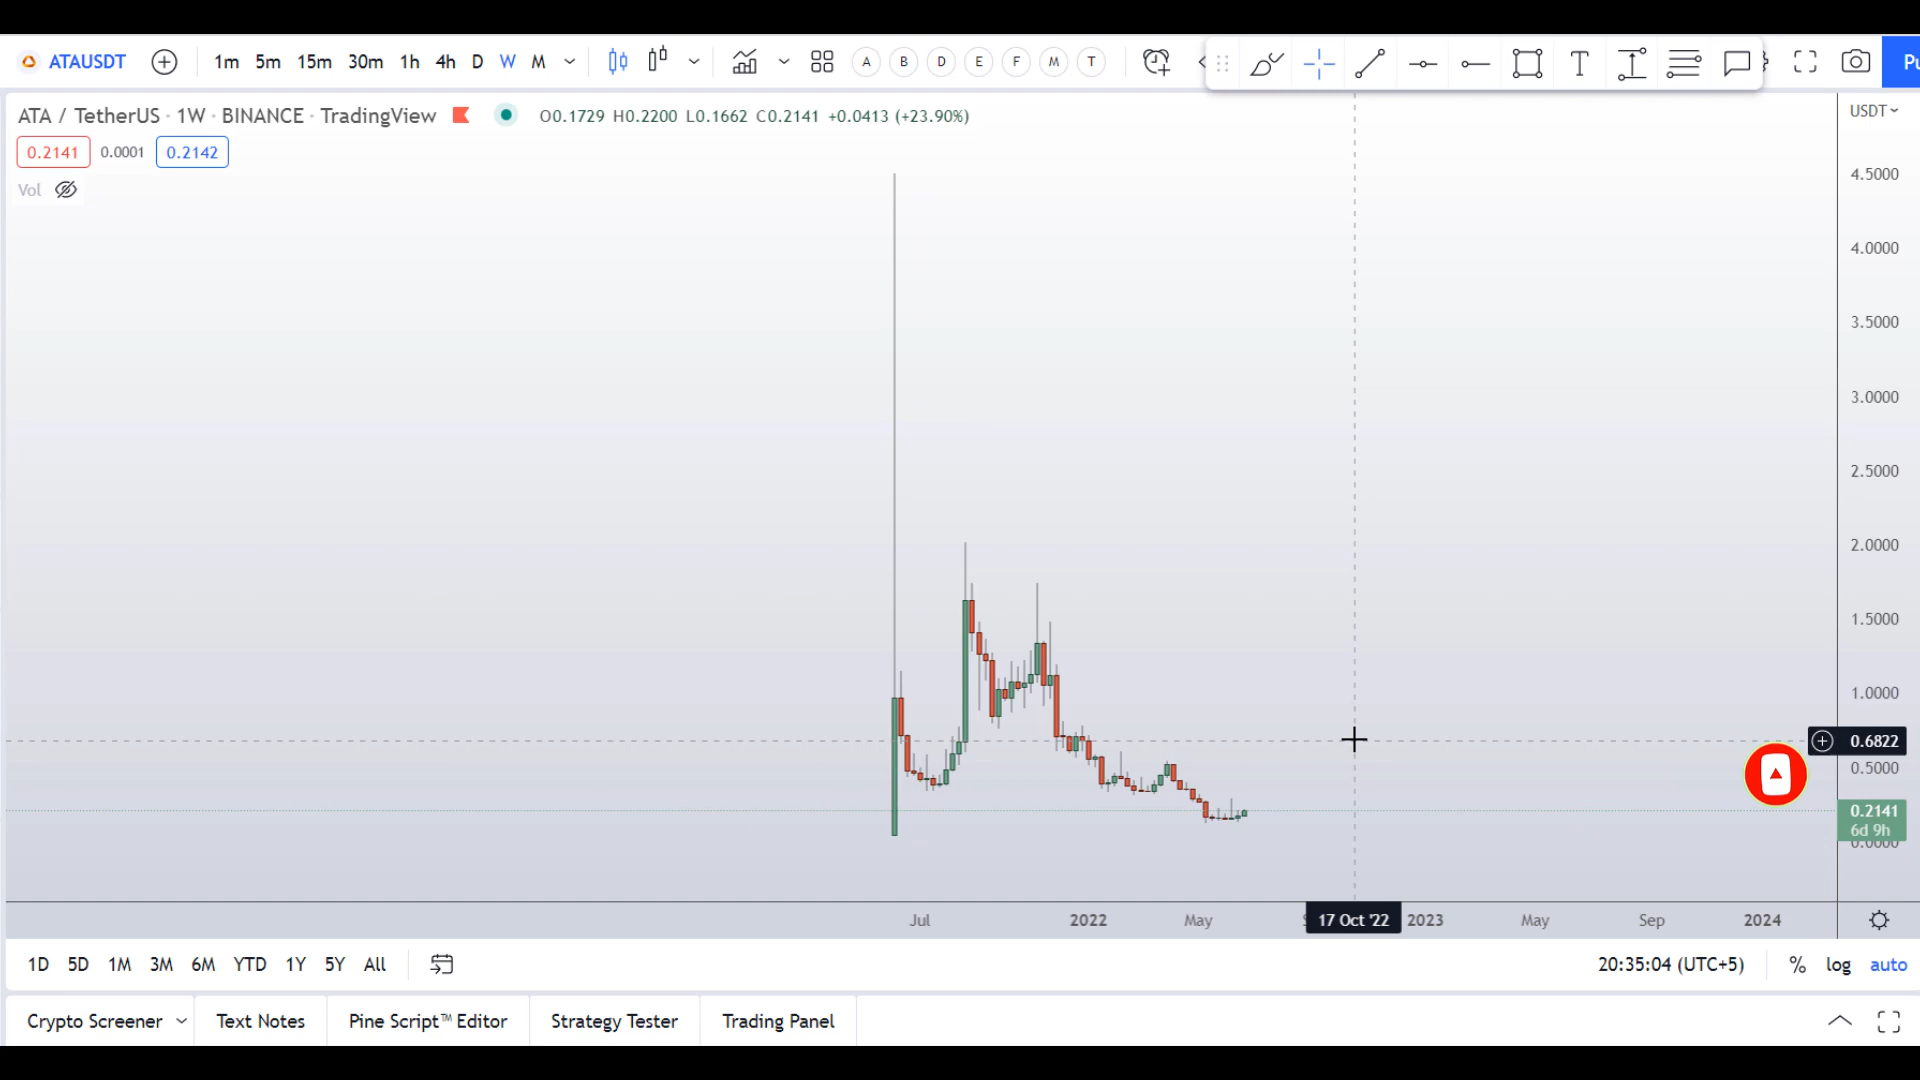 ATAUSDT 1m 5m 15m 30m 1h 4h D W M A B D E F M T Pu
ATA / TetherUS · 1W · BINANCE · TradingView O0.1729 H0.2200 L0.1662 C0.2141 +0.0413 (+23.90%)
USDT
0.2141 0.0001 0.2142
Vol
4.5000
4.0000
3.5000
3.0000
2.5000
2.0000
1.5000
1.0000
0.6822
0.5000
0.2141
6d 9h
0.0000
Jul 2022 May 17 Oct '22 2023 May Sep 2024
1D 5D 1M 3M 6M YTD 1Y 5Y All 20:35:04 (UTC+5) % log auto
Crypto Screener Text Notes Pine Script™ Editor Strategy Tester Trading Panel